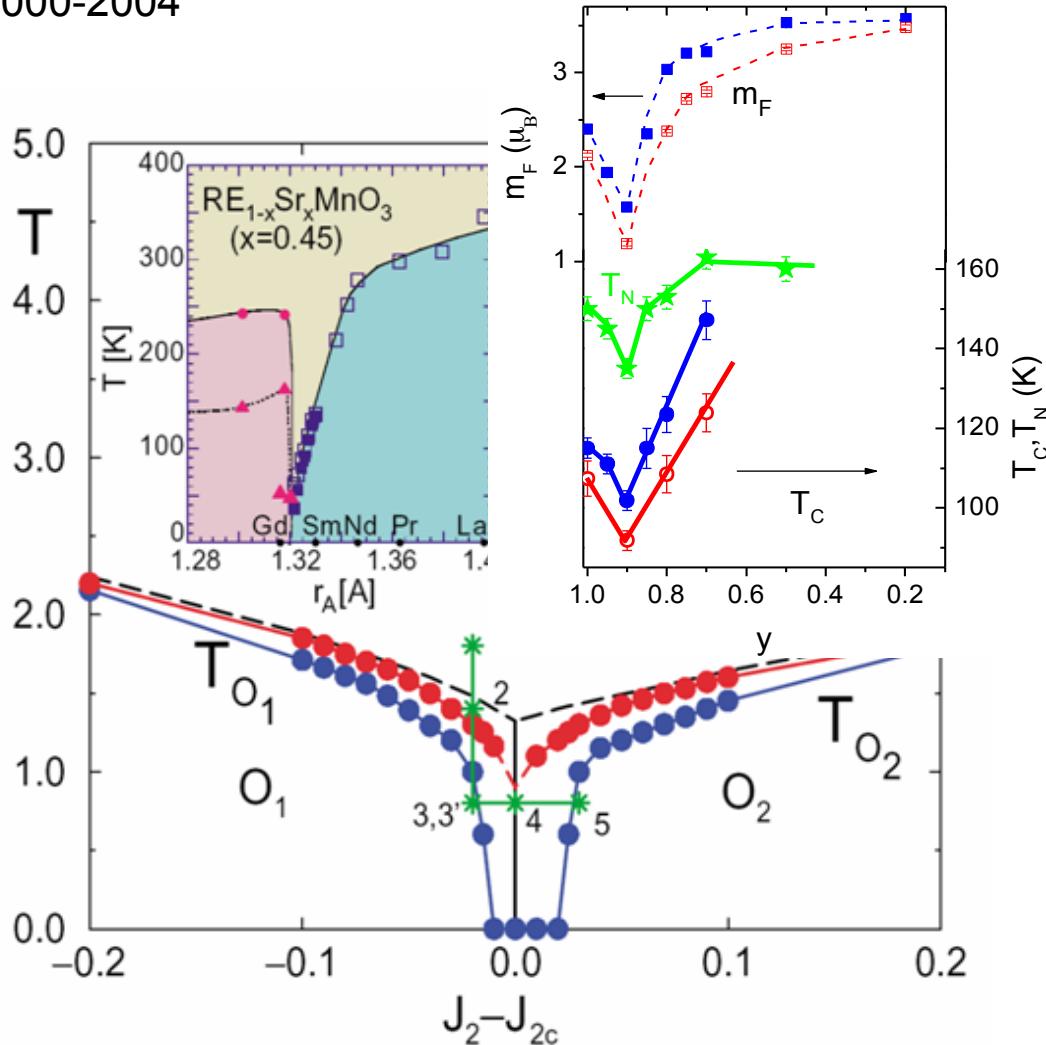 000-2004
5.0
T
4.0
3.0
2.0
1.0
0.0
−0.2
−0.1
0.0
0.1
0.2
J2−J2c
TO1
O1
TO2
O2
2
3,3'
4
5
RE1-xSrxMnO3
(x=0.45)
400
300
200
100
0
T [K]
Gd Sm Nd Pr La
1.28
1.32
1.36
1.4
rA[A]
mF (μB)
3
2
1
mF
TN
TC
160
140
120
100
TC, TN (K)
1.0
0.8
0.6
0.4
0.2
y